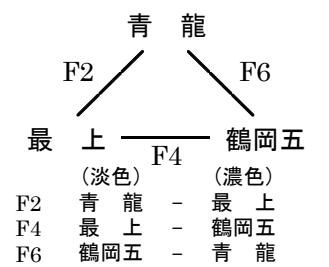 青 龍
F2 F6
最 上 鶴岡五
F4
(淡色) (濃色)
F2 青 龍 － 最 上
F4 最 上 － 鶴岡五
F6 鶴岡五 － 青 龍